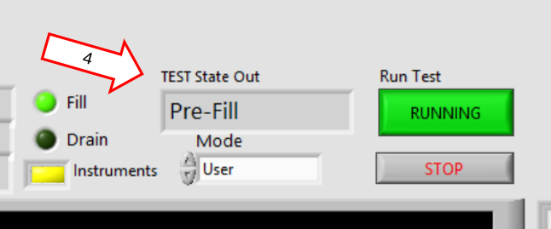 4
TEST State Out
Run Test
Fill
Pre-Fill
RUNNING
Drain
Mode
Instruments
User
STOP